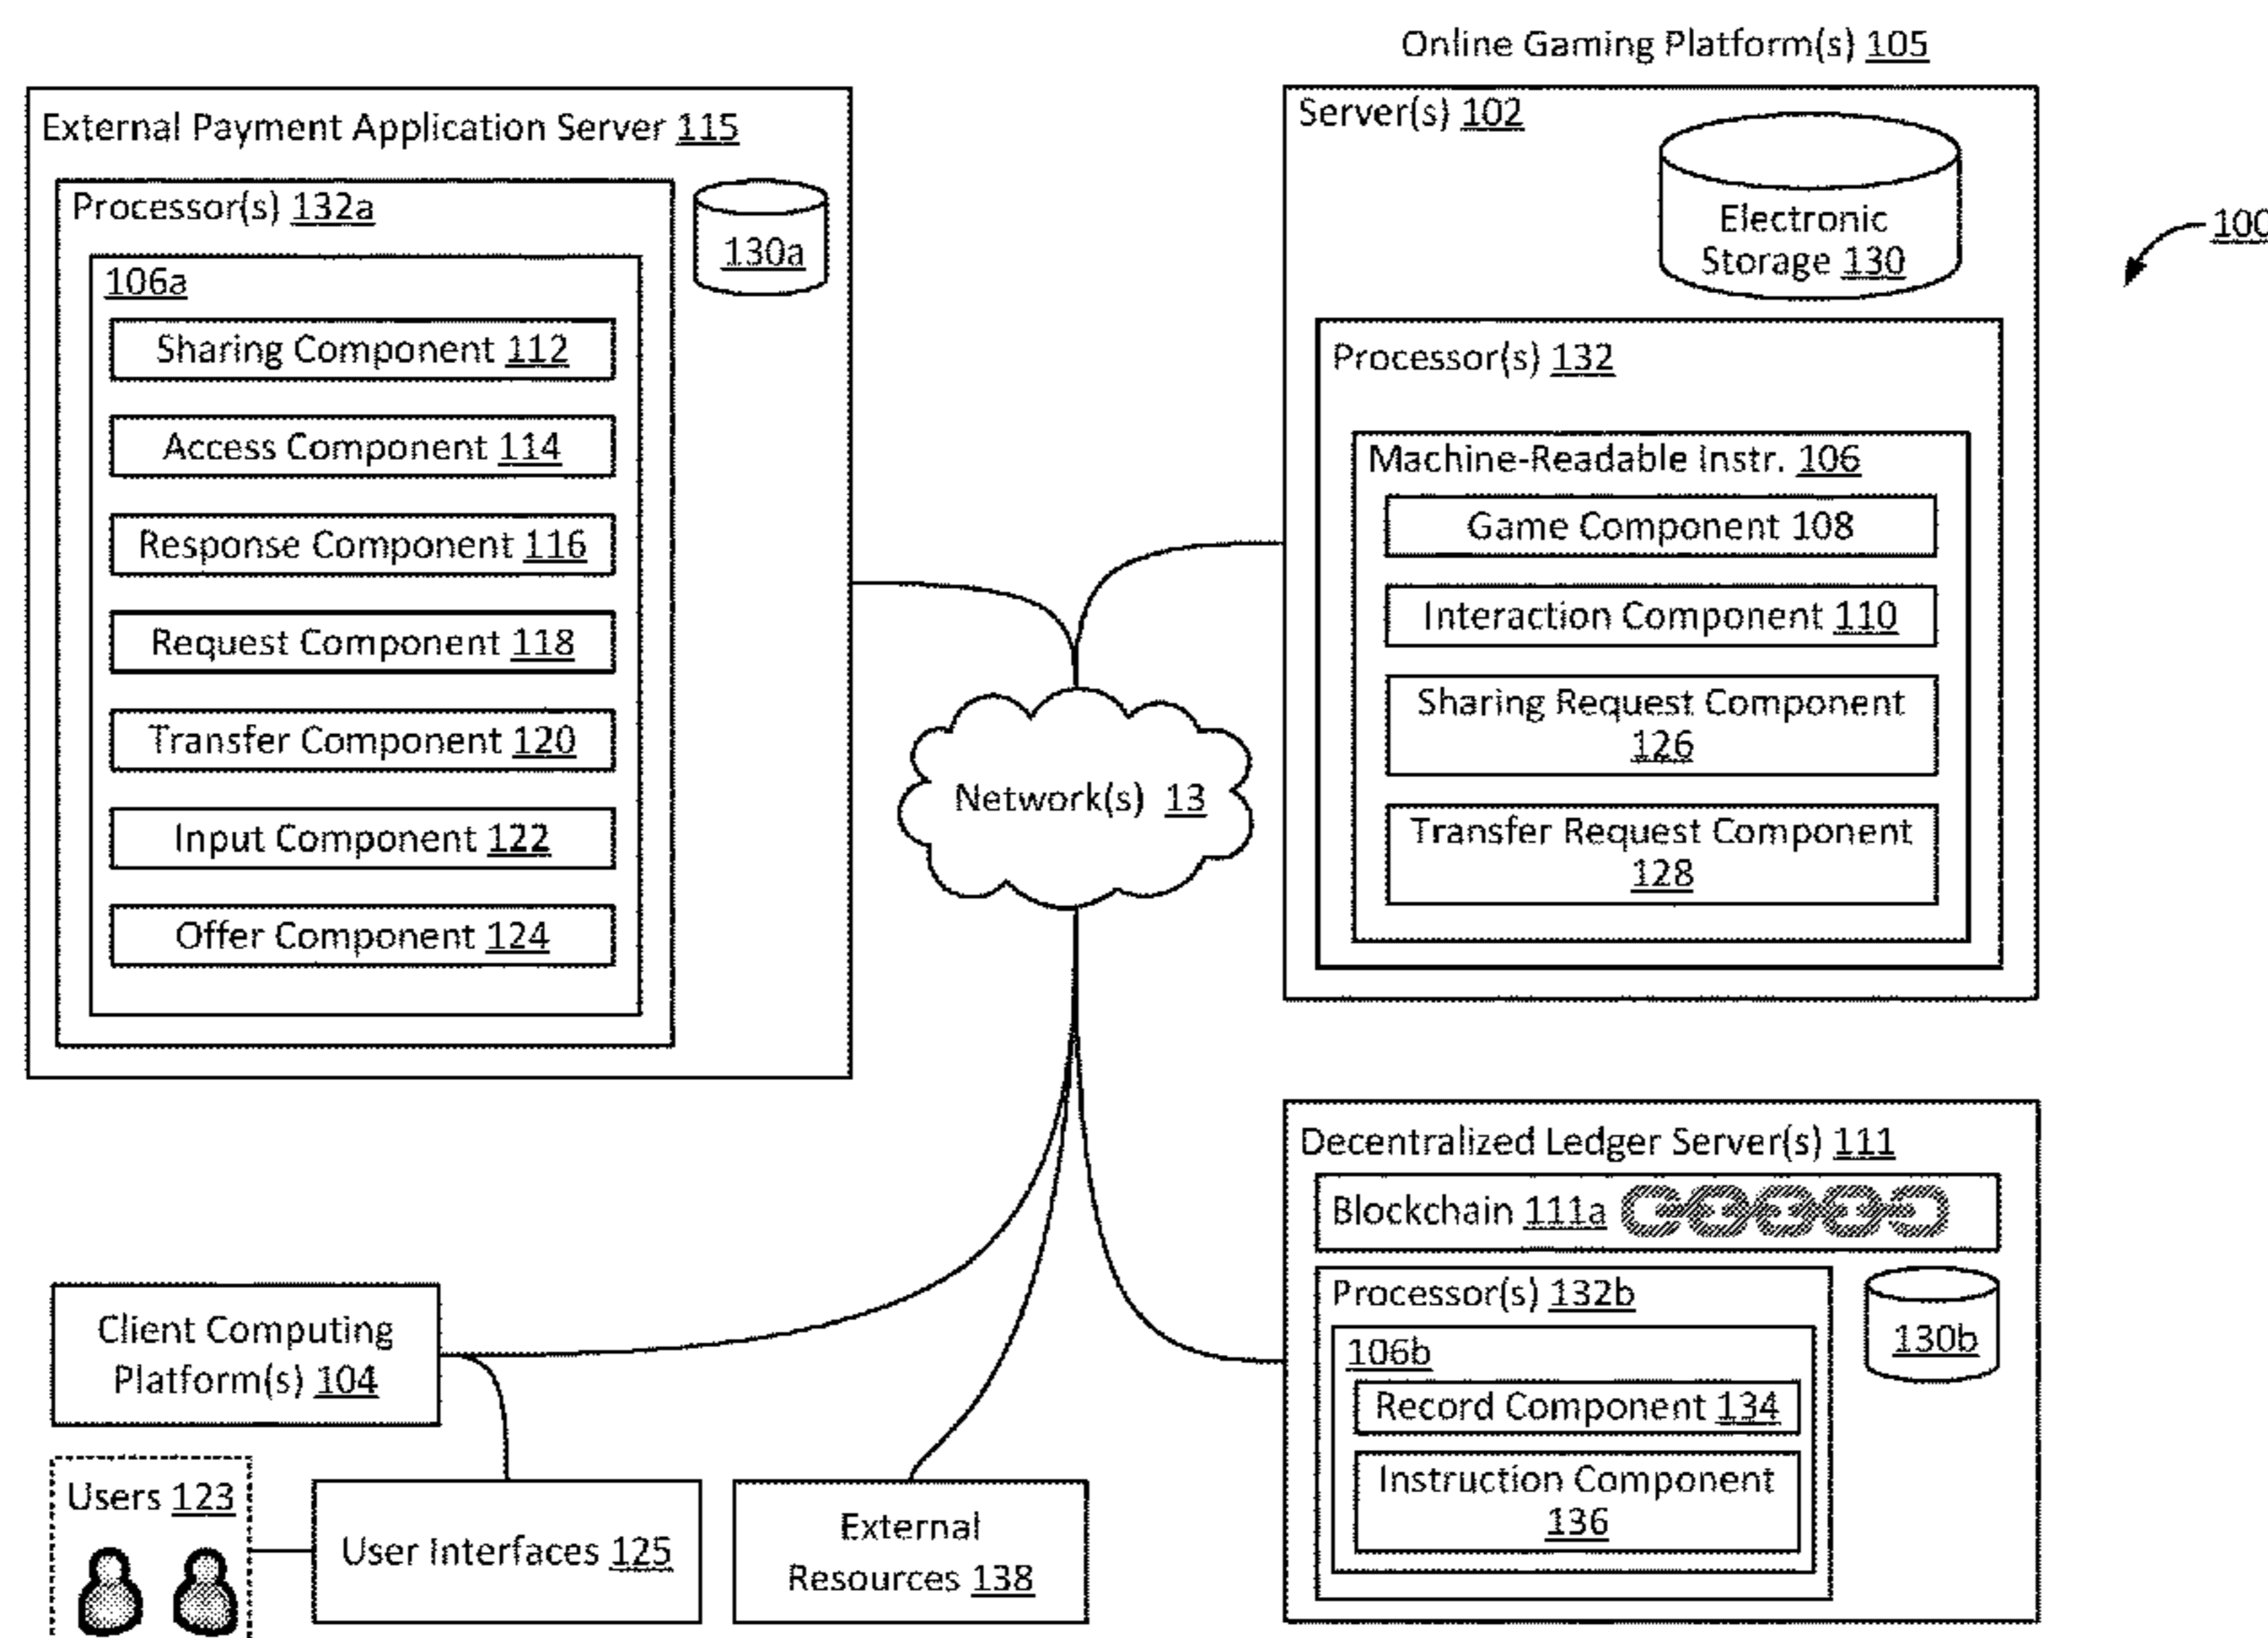 Online Gaming Platform(s) 105
External Payment Application Server 115
Processor(s) 132a
130a
106a
Sharing Component 112
Access Component 114
Response Component 116
Request Component 118
Transfer Component 120
Input Component 122
Offer Component 124
Server(s) 102
Electronic
Storage 130
100
Processor(s) 132
Machine-Readable Instr. 106
Game Component 108
Interaction Component 110
Sharing Request Component
126
Transfer Request Component
128
Network(s) 13
Decentralized Ledger Server(s) 111
Blockchain 111a
Processor(s) 132b
130b
106b
Record Component 134
Instruction Component
136
Client Computing
Platform(s) 104
Users 123
User Interfaces 125
External
Resources 138